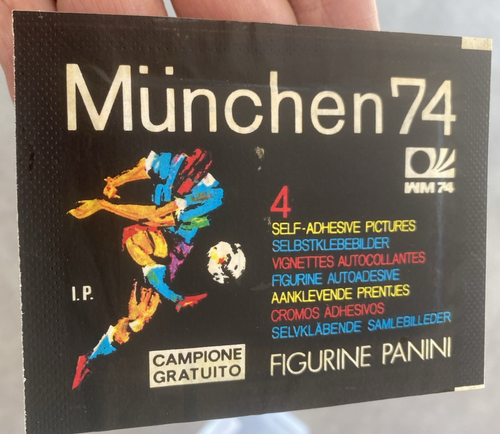 München 74
WM 74
4
SELF-ADHESIVE PICTURES
SELBSTKLEBEBILDER
VIGNETTES AUTOCOLLANTES
FIGURINE AUTOADESIVE
AANKLEVENDE PRENTJES
CROMOS ADHESIVOS
SELVKLÄBENDE SAMLEBILLEDER
I.P.
CAMPIONE
GRATUITO
FIGURINE PANINI